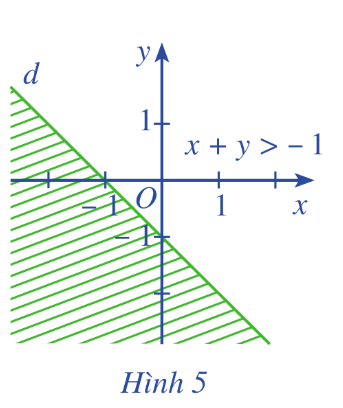 y
d
1
x + y > – 1
– 1
O
1
x
– 1
Hình 5